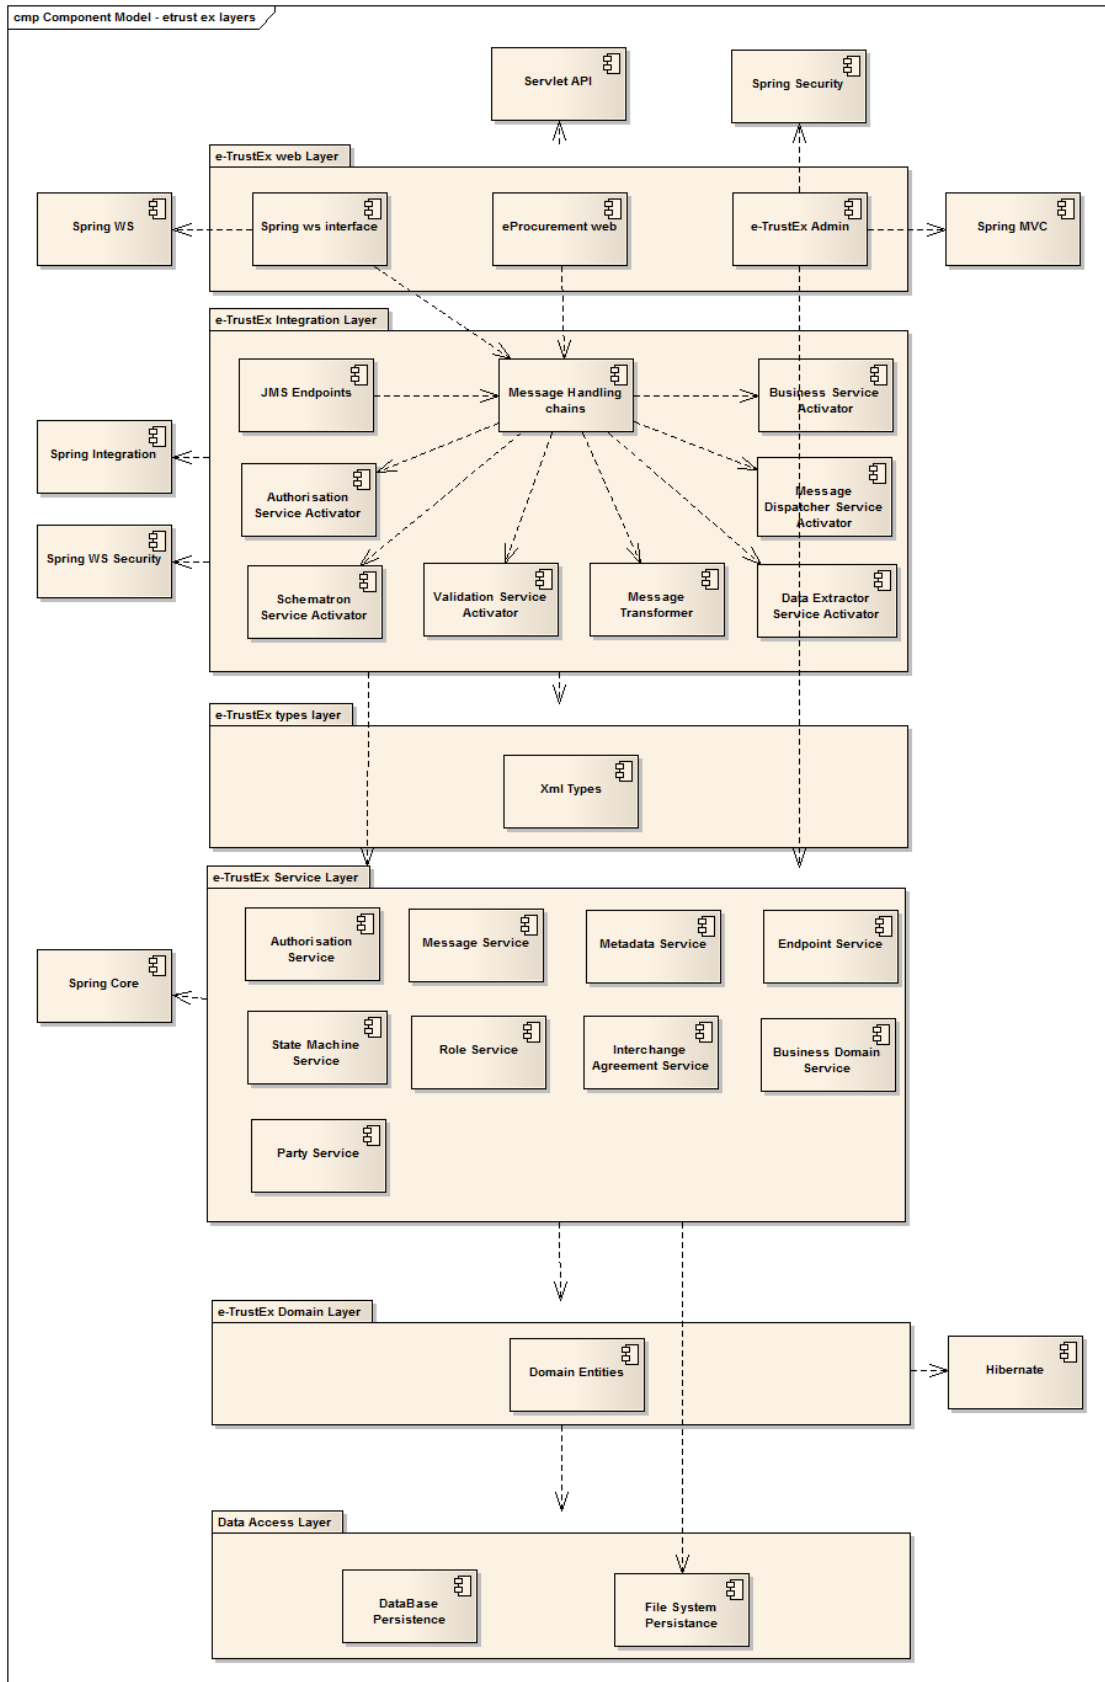 cmp Component Model - etrust ex layers
Servlet API
Spring Security
e-TrustEx web Layer
Spring WS
Spring ws interface
eProcurement web
e-TrustEx Admin
Spring MVC
e-TrustEx Integration Layer
JMS Endpoints
Message Handling
chains
Business Service
Activator
Spring Integration
Authorisation
Service Activator
Message
Dispatcher Service
Activator
Spring WS Security
Schematron
Service Activator
Validation Service
Activator
Message
Transformer
Data Extractor
Service Activator
e-TrustEx types layer
Xml Types
e-TrustEx Service Layer
Authorisation
Service
Message Service
Metadata Service
Endpoint Service
Spring Core
State Machine
Service
Role Service
Interchange
Agreement Service
Business Domain
Service
Party Service
e-TrustEx Domain Layer
Domain Entities
Hibernate
Data Access Layer
DataBase
Persistence
File System
Persistance